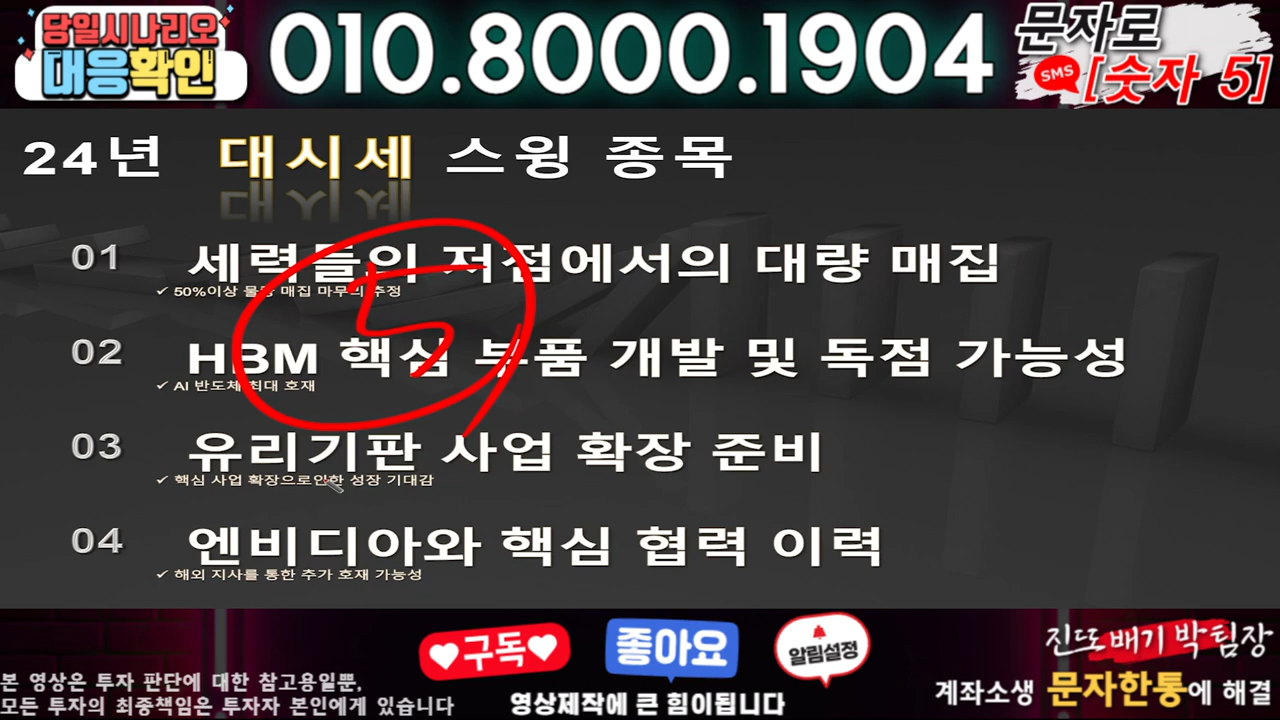 당일시나리오
대응확인
010.8000.1904
문자로
SMS
[숫자 5]
24년 대시세 스윙 종목
01 세력들의 저점에서의 대량 매집
✓ 50%이상 물량 매집 마무리 추정
5
02 HBM 핵심 부품 개발 및 독점 가능성
✓ AI 반도체 최대 호재
03 유리기판 사업 확장 준비
✓ 핵심 사업 확장으로인한 성장 기대감
04 엔비디아와 핵심 협력 이력
✓ 해외 지사를 통한 추가 호재 가능성
구독
좋아요
알림설정
영상제작에 큰 힘이됩니다
본 영상은 투자 판단에 대한 참고용일뿐,
모든 투자의 최종책임은 투자자 본인에게 있습니다
진또배기 박팀장
계좌소생 문자한통에 해결